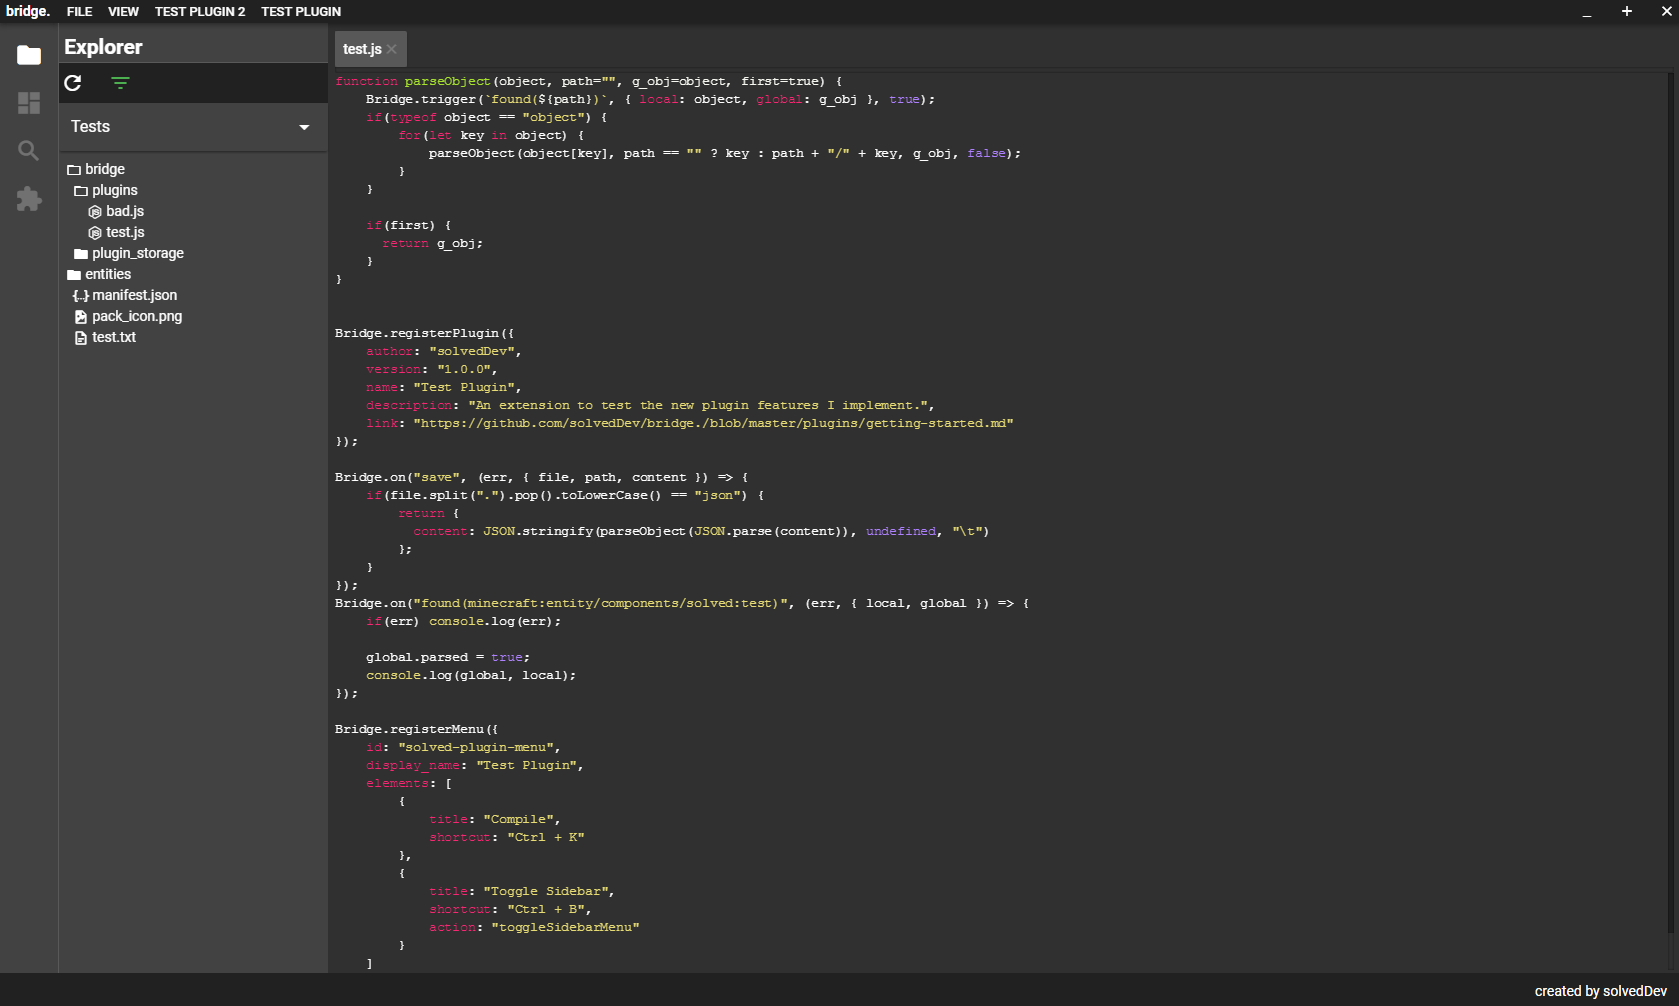 bridge. FILE VIEW TEST PLUGIN 2 TEST PLUGIN
Explorer
Tests
bridge
plugins
bad.js
test.js
plugin_storage
entities
{..} manifest.json
pack_icon.png
test.txt
test.js
function parseObject(object, path="", g_obj=object, first=true) {
    Bridge.trigger(`found(${path})`, { local: object, global: g_obj }, true);
    if(typeof object == "object") {
        for(let key in object) {
            parseObject(object[key], path == "" ? key : path + "/" + key, g_obj, false);
        }
    }

    if(first) {
      return g_obj;
    }
}

Bridge.registerPlugin({
    author: "solvedDev",
    version: "1.0.0",
    name: "Test Plugin",
    description: "An extension to test the new plugin features I implement.",
    link: "https://github.com/solvedDev/bridge./blob/master/plugins/getting-started.md"
});

Bridge.on("save", (err, { file, path, content }) => {
    if(file.split(".").pop().toLowerCase() == "json") {
        return {
          content: JSON.stringify(parseObject(JSON.parse(content)), undefined, "\t")
        };
    }
});
Bridge.on("found(minecraft:entity/components/solved:test)", (err, { local, global }) => {
    if(err) console.log(err);

    global.parsed = true;
    console.log(global, local);
});

Bridge.registerMenu({
    id: "solved-plugin-menu",
    display_name: "Test Plugin",
    elements: [
        {
            title: "Compile",
            shortcut: "Ctrl + K"
        },
        {
            title: "Toggle Sidebar",
            shortcut: "Ctrl + B",
            action: "toggleSidebarMenu"
        }
    ]
created by solvedDev